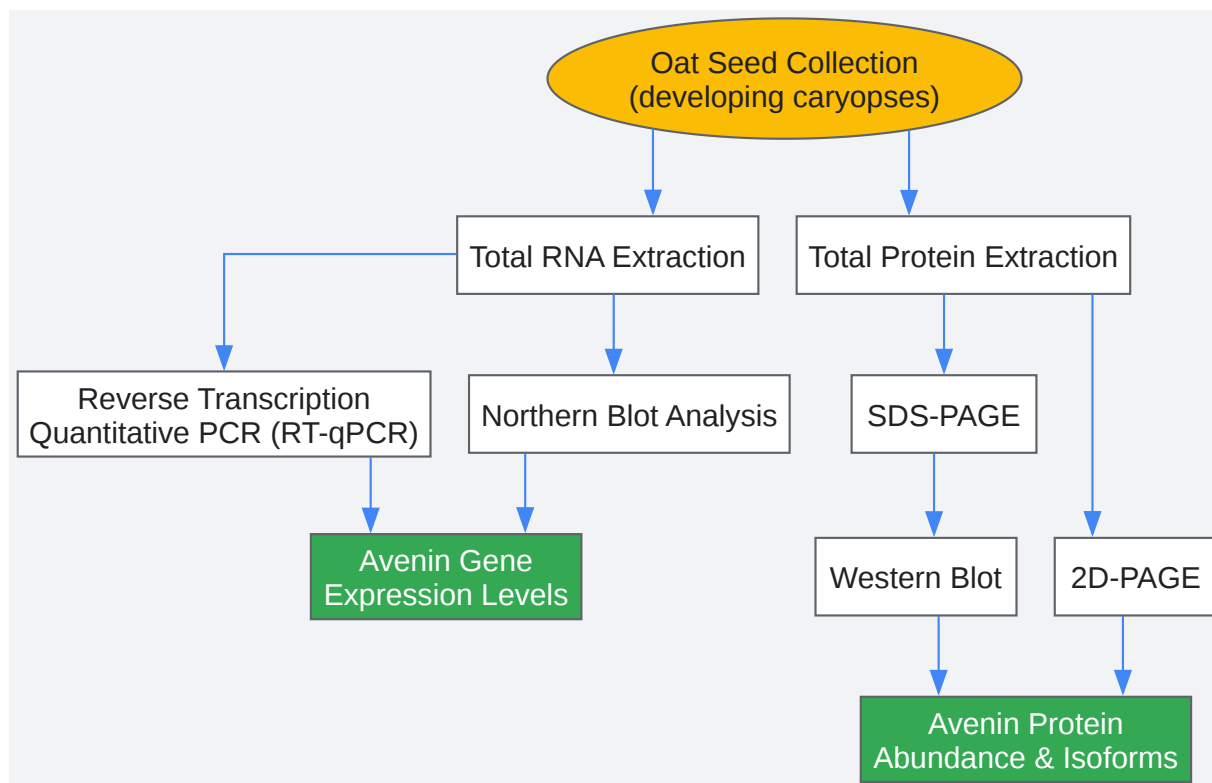 Oat Seed Collection
(developing caryopses)
Total RNA Extraction
Total Protein Extraction
Reverse Transcription
Quantitative PCR (RT-qPCR)
Northern Blot Analysis
SDS-PAGE
Avenin Gene
Expression Levels
Western Blot
2D-PAGE
Avenin Protein
Abundance & Isoforms